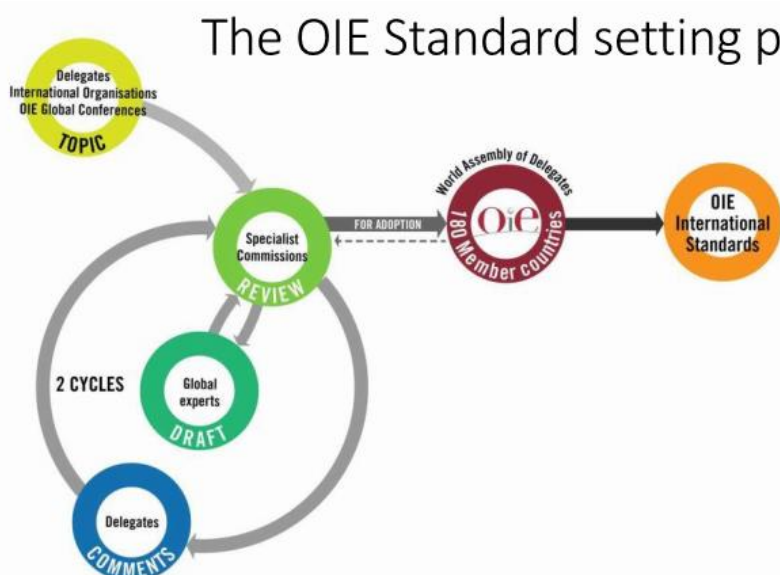 The OIE Standard setting p
Delegates
International Organisations
OIE Global Conferences
TOPIC
Specialist
Commissions
REVIEW
FOR ADOPTION
World Assembly of Delegates
Oie
180 Member countries
OIE
International
Standards
2 CYCLES
Global
experts
DRAFT
Delegates
COMMENTS